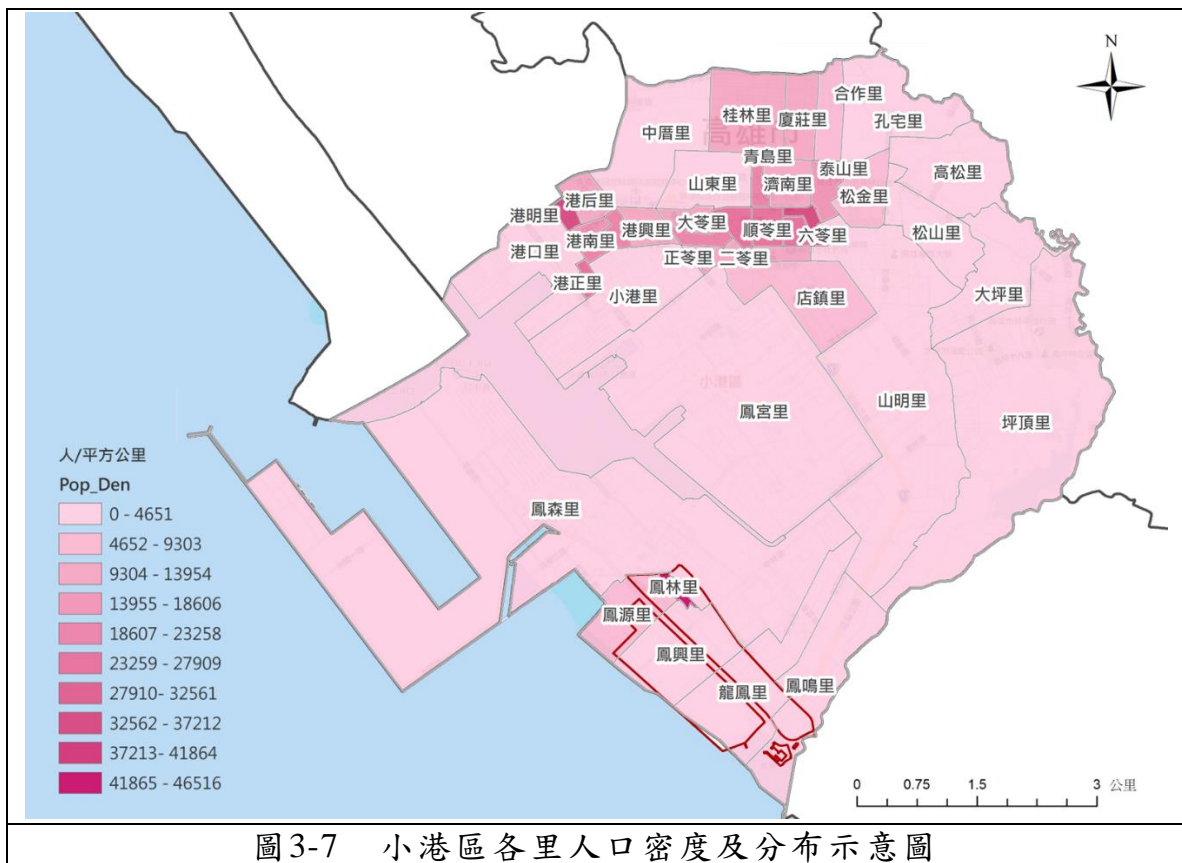 N
合作里
桂林里
廈莊里
孔宅里
中厝里
高雄市
青島里
泰山里
高松里
山東里
濟南里
松金里
港后里
港明里
大苓里
港興里
順苓里
六苓里
松山里
港口里
港南里
正苓里
二苓里
港正里
小港里
店鎮里
大坪里
小港區
鳳宮里
山明里
坪頂里
人/平方公里
Pop_Den
0 - 4651
4652 - 9303
9304 - 13954
13955 - 18606
18607 - 23258
23259 - 27909
27910- 32561
32562 - 37212
37213- 41864
41865 - 46516
鳳森里
鳳林里
鳳源里
鳳興里
龍鳳里
鳳鳴里
0 0.75 1.5 3 公里
圖3-7 小港區各里人口密度及分布示意圖